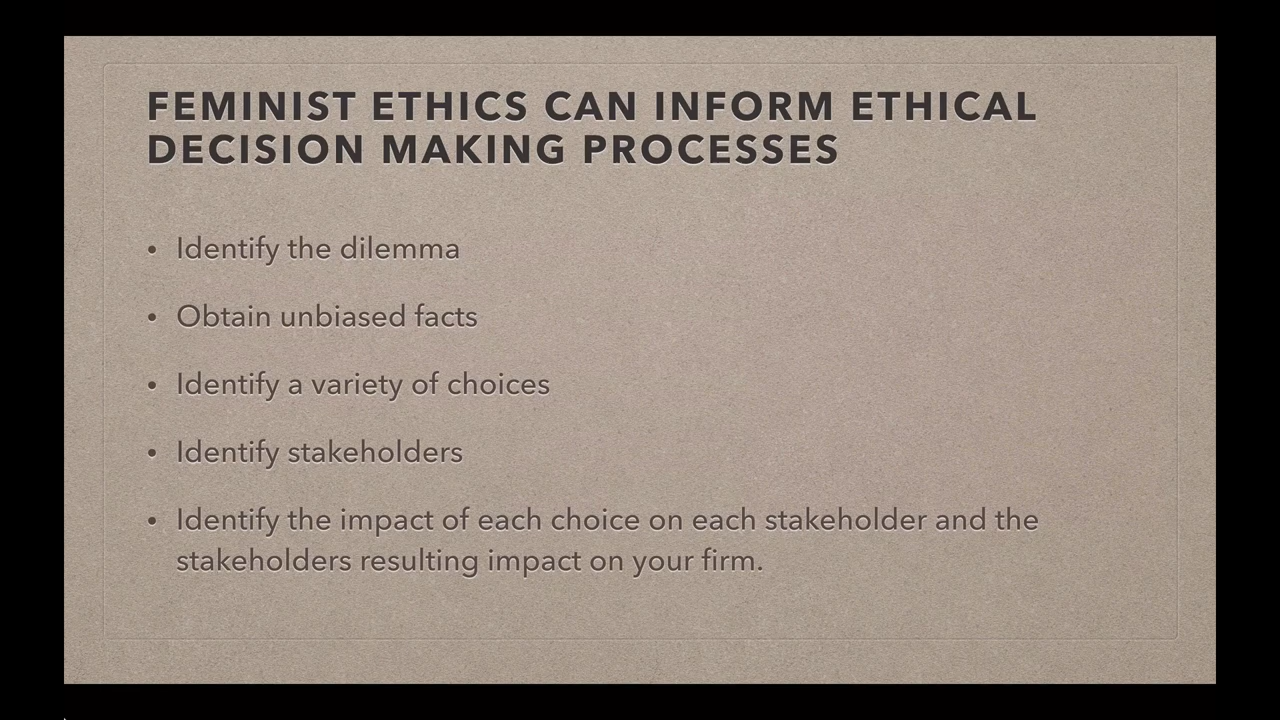 FEMINIST ETHICS CAN INFORM ETHICAL
DECISION MAKING PROCESSES
• Identify the dilemma
• Obtain unbiased facts
• Identify a variety of choices
• Identify stakeholders
• Identify the impact of each choice on each stakeholder and the
stakeholders resulting impact on your firm.